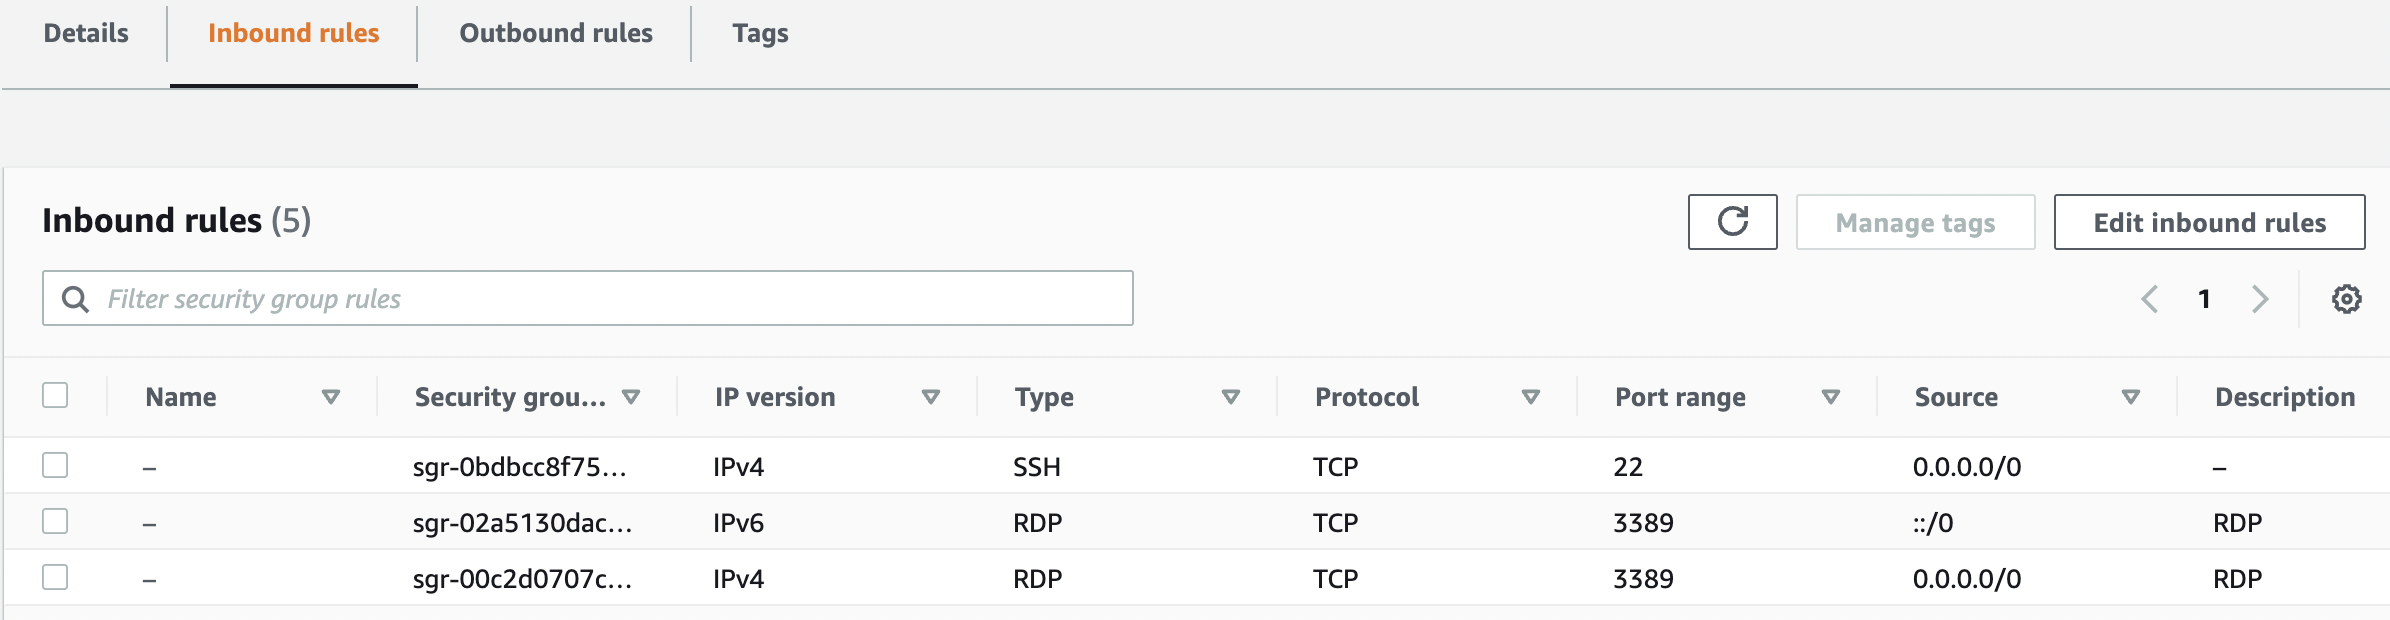 Details Inbound rules Outbound rules Tags
Inbound rules (5) Manage tags Edit inbound rules
Filter security group rules 1
Name Security grou... IP version Type Protocol Port range Source Description
– sgr-0bdbcc8f75... IPv4 SSH TCP 22 0.0.0.0/0 –
– sgr-02a5130dac... IPv6 RDP TCP 3389 ::/0 RDP
– sgr-00c2d0707c... IPv4 RDP TCP 3389 0.0.0.0/0 RDP